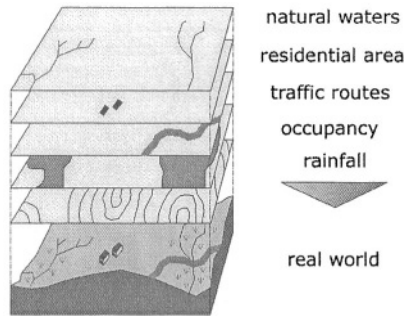 natural waters
residential area
traffic routes
occupancy
rainfall
real world